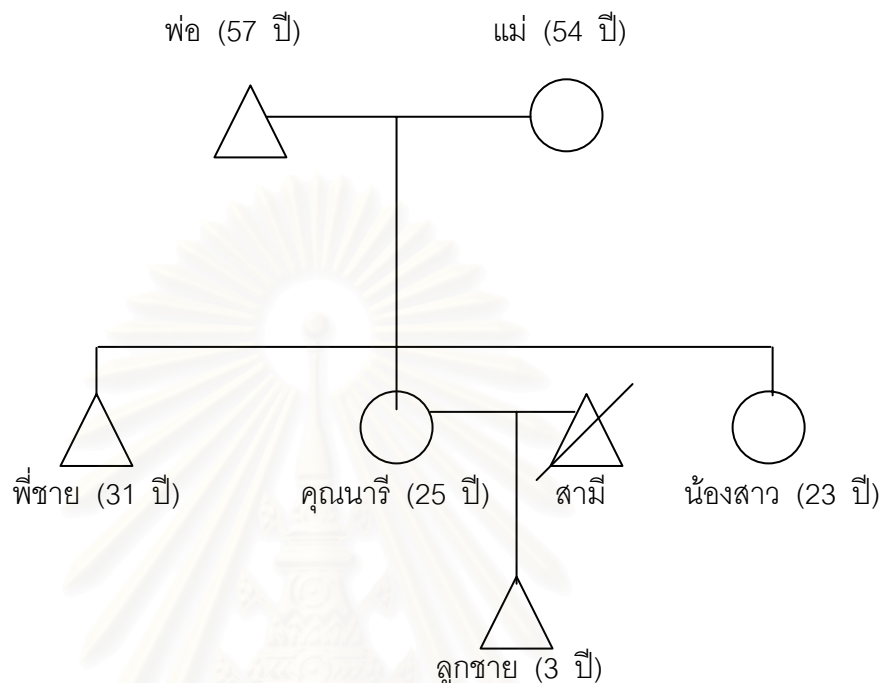 พ่อ (57 ปี) แม่ (54 ปี)
พี่ชาย (31 ปี) คุณนารี (25 ปี) สามี น้องสาว (23 ปี)
ลูกชาย (3 ปี)